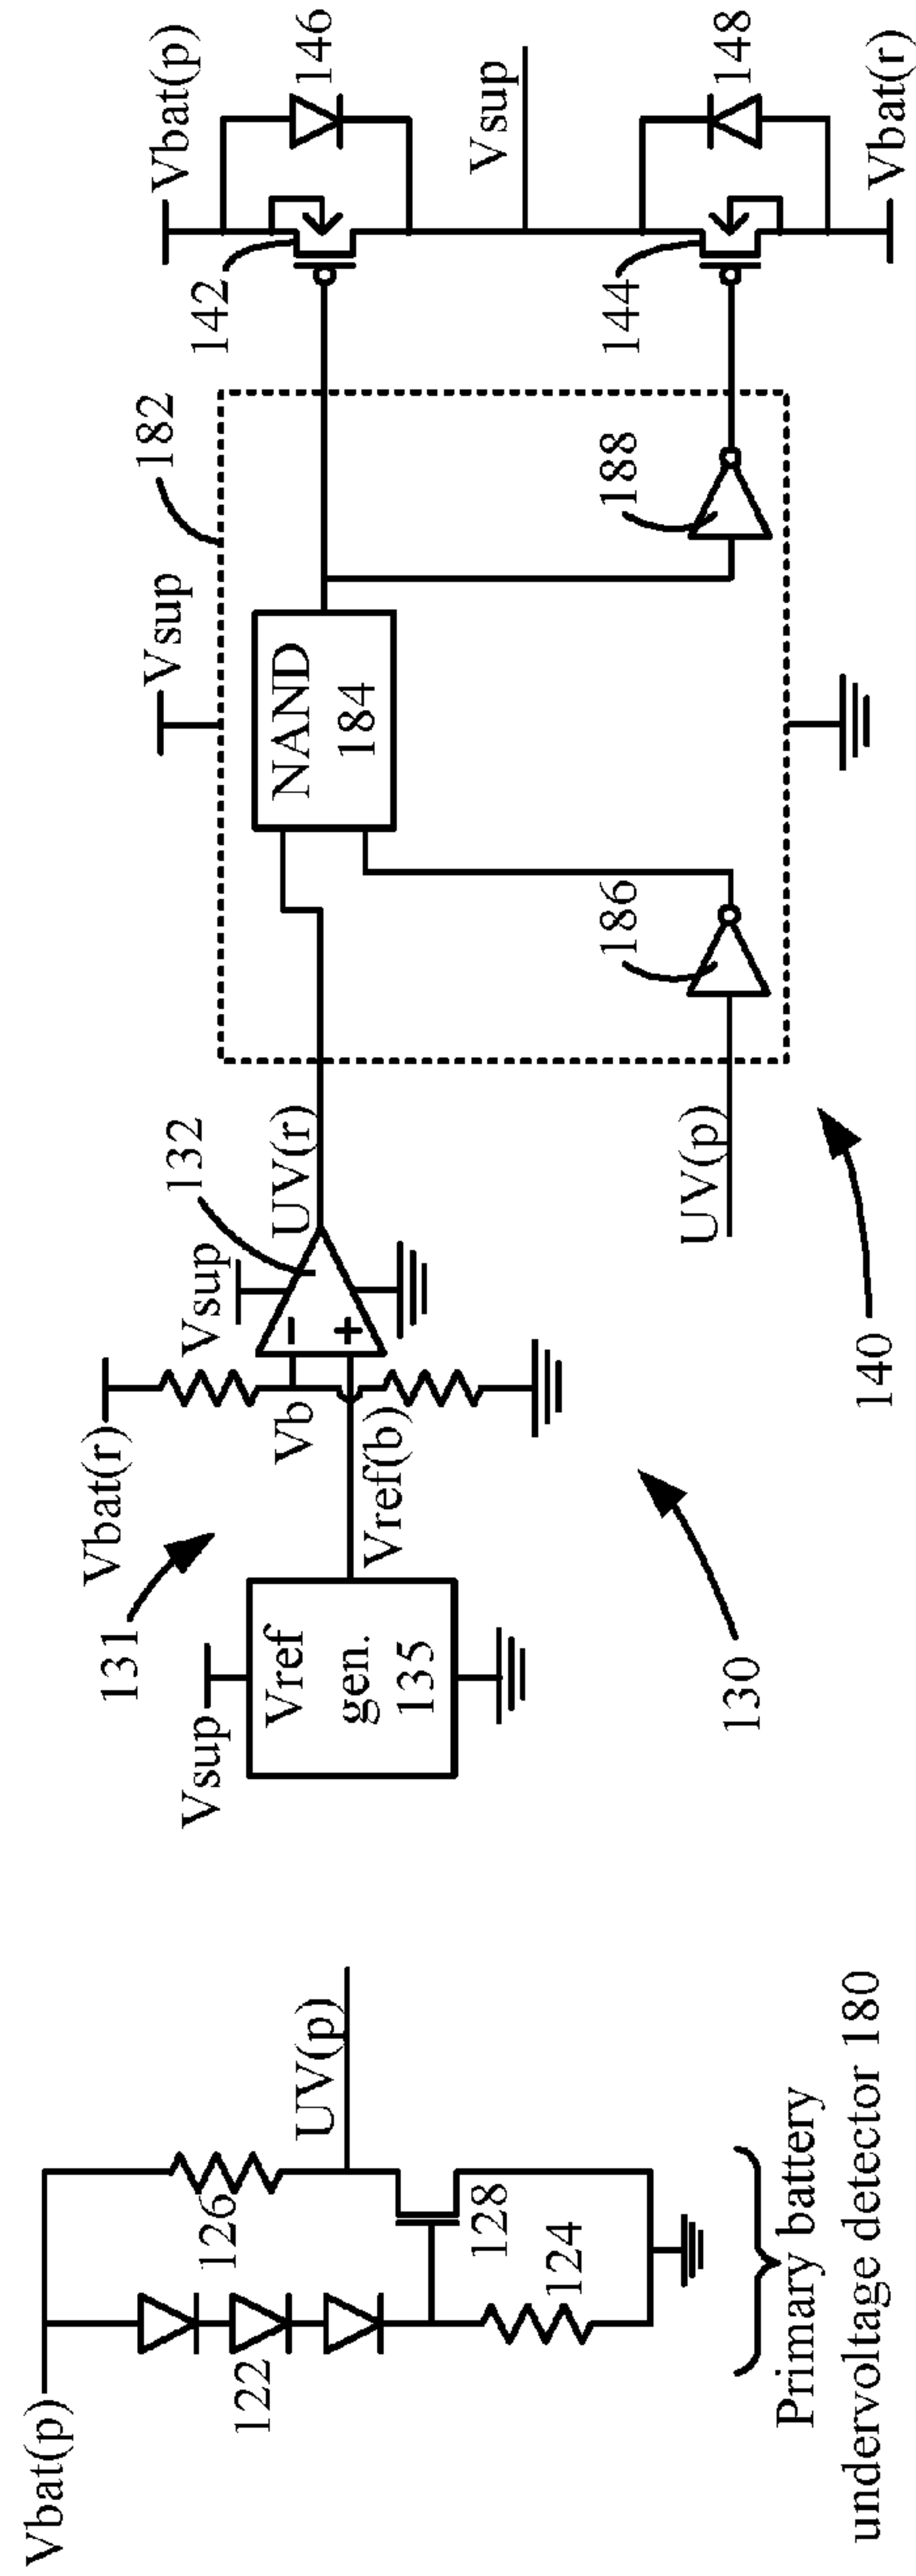 Vbat(p)
122
126
UV(p)
128
124
Primary battery
undervoltage detector 180
131
Vbat(r)
Vsup
Vref
gen.
135
Vb
Vref(b)
Vsup
-
+
132
UV(r)
130
UV(p)
140
186
NAND
184
Vsup
182
188
142
144
Vbat(p)
146
Vsup
148
Vbat(r)